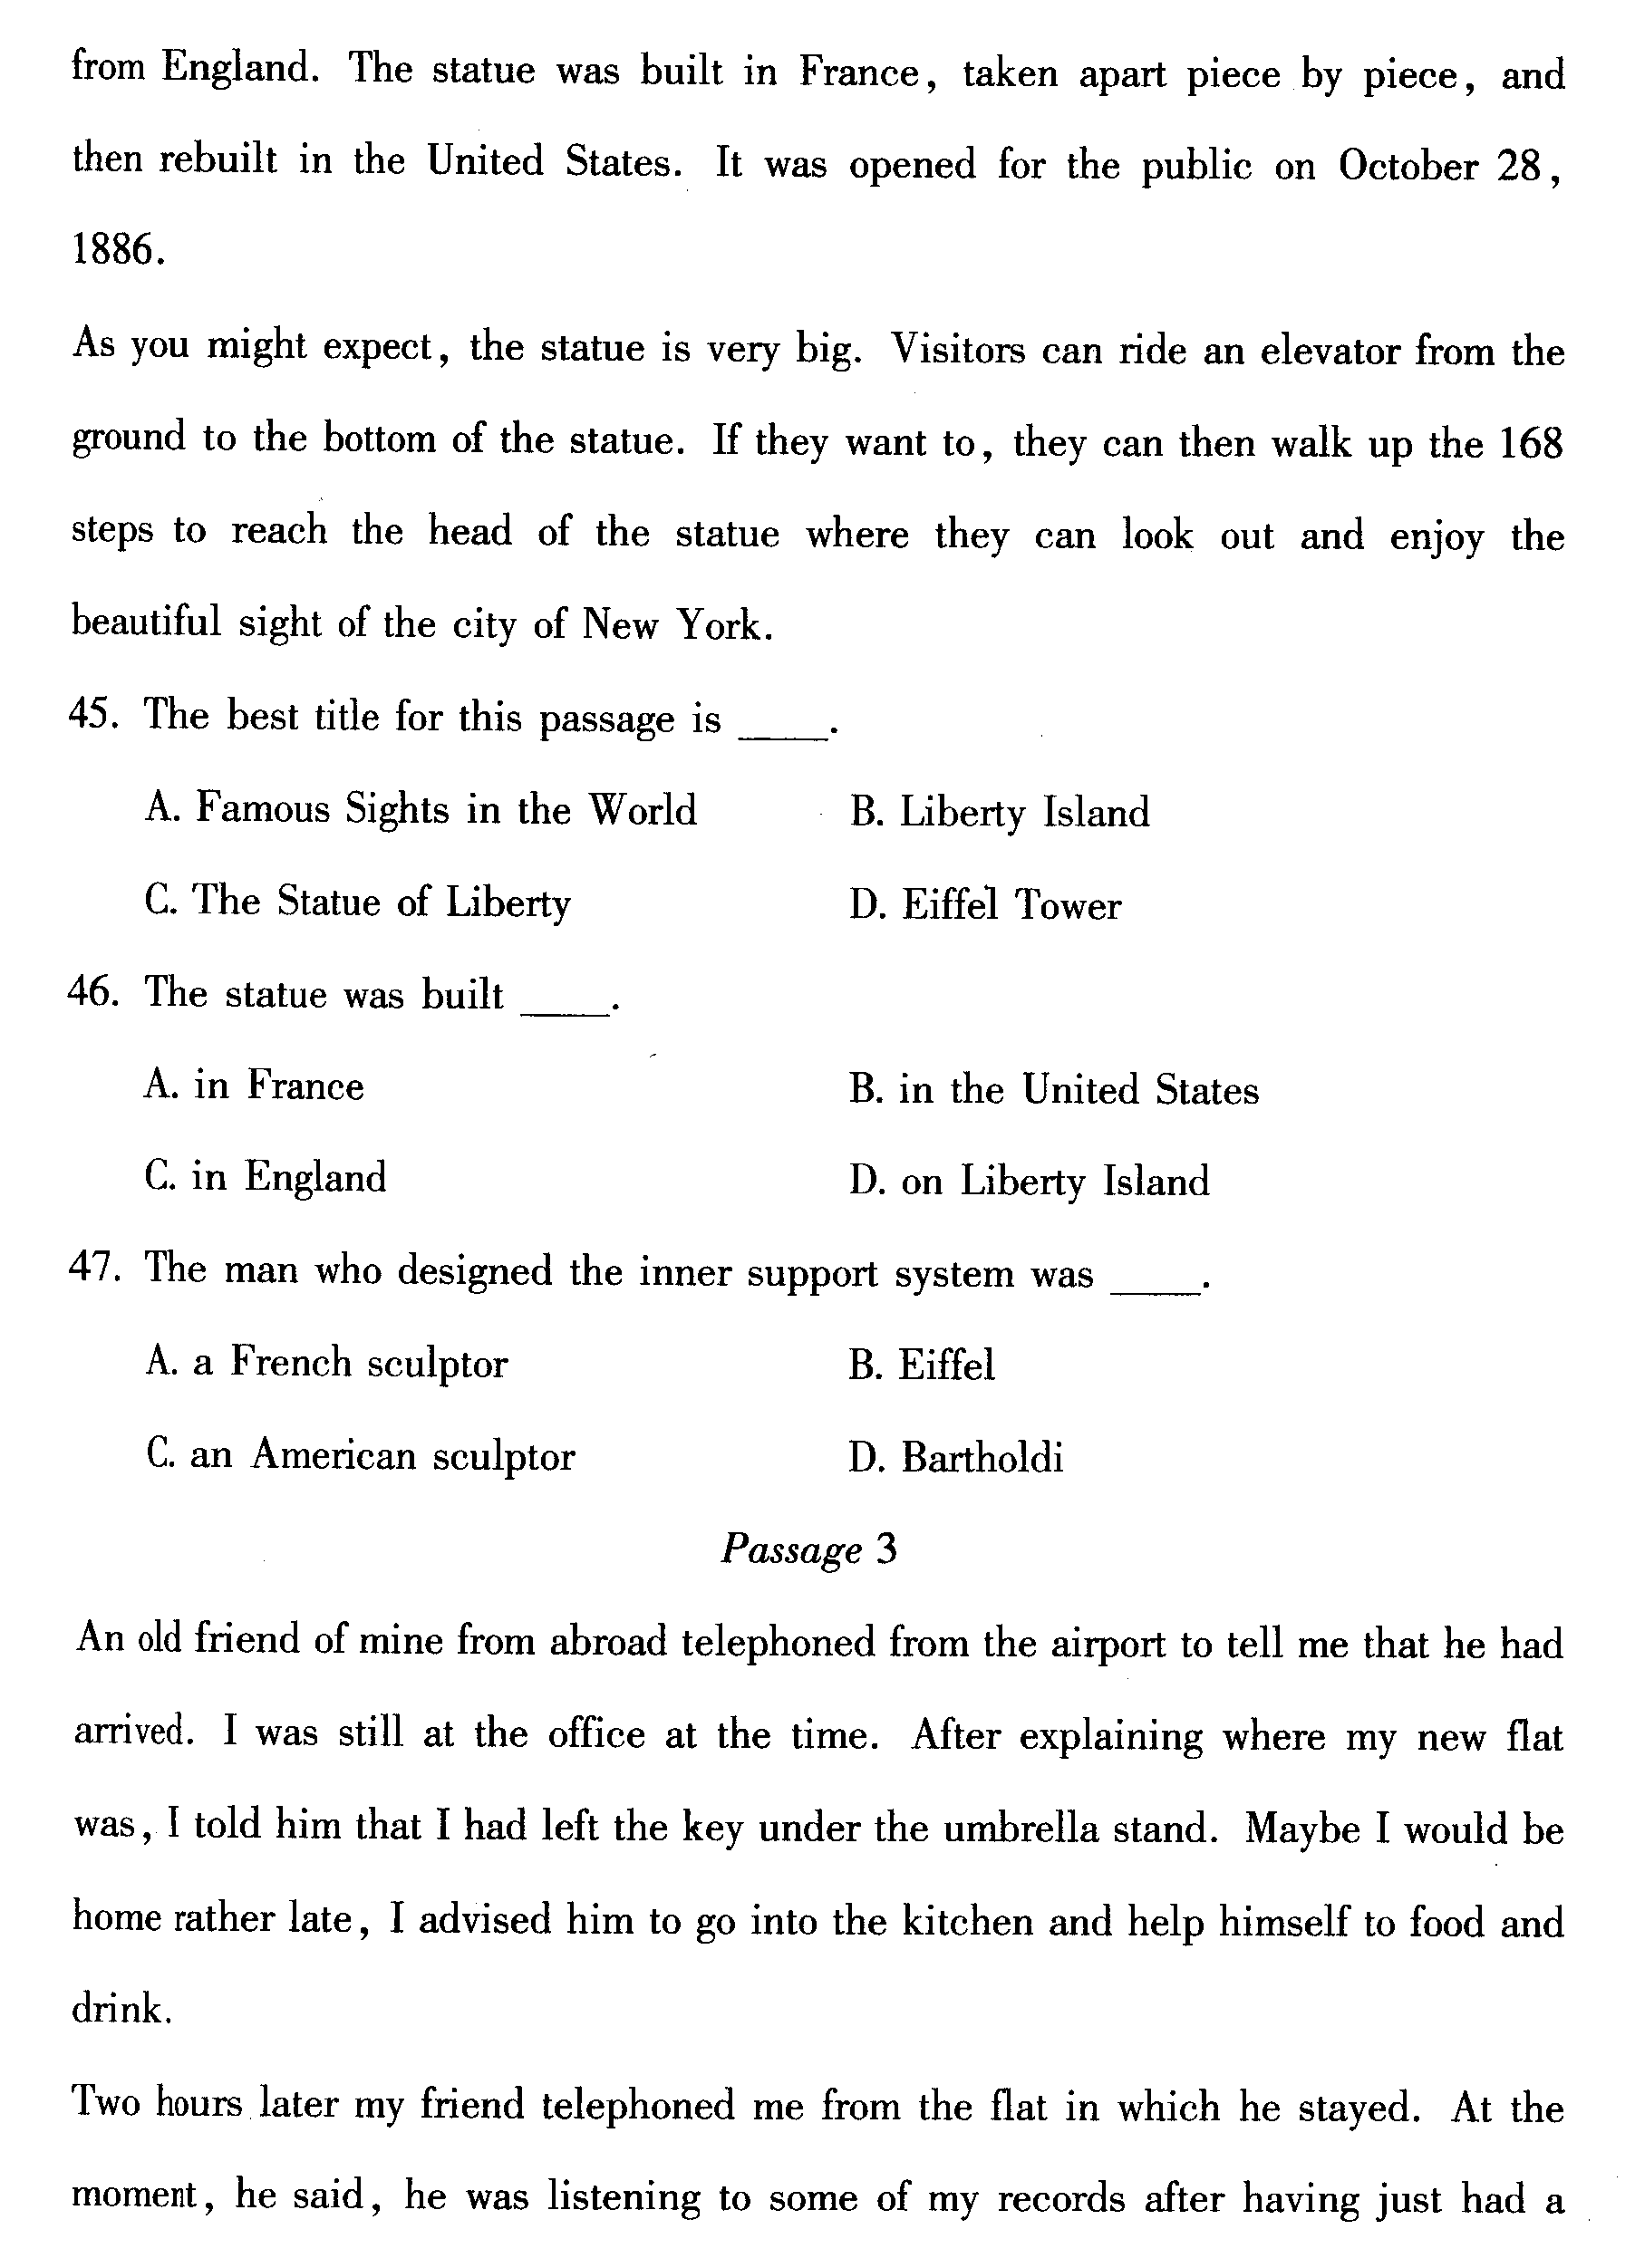 from England. The statue was built in France, taken apart piece by piece, and
then rebuilt in the United States. It was opened for the public on October 28,
1886.
As you might expect, the statue is very big. Visitors can ride an elevator from the
ground to the bottom of the statue. If they want to, they can then walk up the 168
steps to reach the head of the statue where they can look out and enjoy the
beautiful sight of the city of New York.
45. The best title for this passage is ____.
A. Famous Sights in the World B. Liberty Island
C. The Statue of Liberty D. Eiffel Tower
46. The statue was built ____.
A. in France B. in the United States
C. in England D. on Liberty Island
47. The man who designed the inner support system was ____.
A. a French sculptor B. Eiffel
C. an American sculptor D. Bartholdi
Passage 3
An old friend of mine from abroad telephoned from the airport to tell me that he had
arrived. I was still at the office at the time. After explaining where my new flat
was, I told him that I had left the key under the umbrella stand. Maybe I would be
home rather late, I advised him to go into the kitchen and help himself to food and
drink.
Two hours later my friend telephoned me from the flat in which he stayed. At the
moment, he said, he was listening to some of my records after having just had a